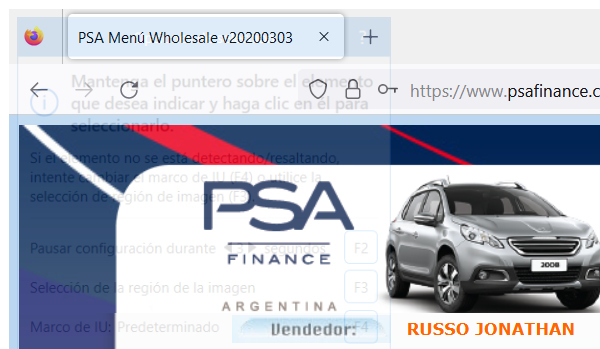 PSA Menú Wholesale v20200303
Mantenga el puntero sobre el elemento
que desea indicar y haga clic en él para
seleccionarlo.
https://www.psafinance.c
Si el elemento no se está detectando/resaltando,
intente cambiar el marco de IU (F4) o utilice la
selección de región de imagen (F3)
PSA
FINANCE
ARGENTINA
Pausar configuración durante 3 segundos F2
Selección de la región de la imagen F3
Marco de IU: Predeterminado F4
2008
Vendedor: RUSSO JONATHAN